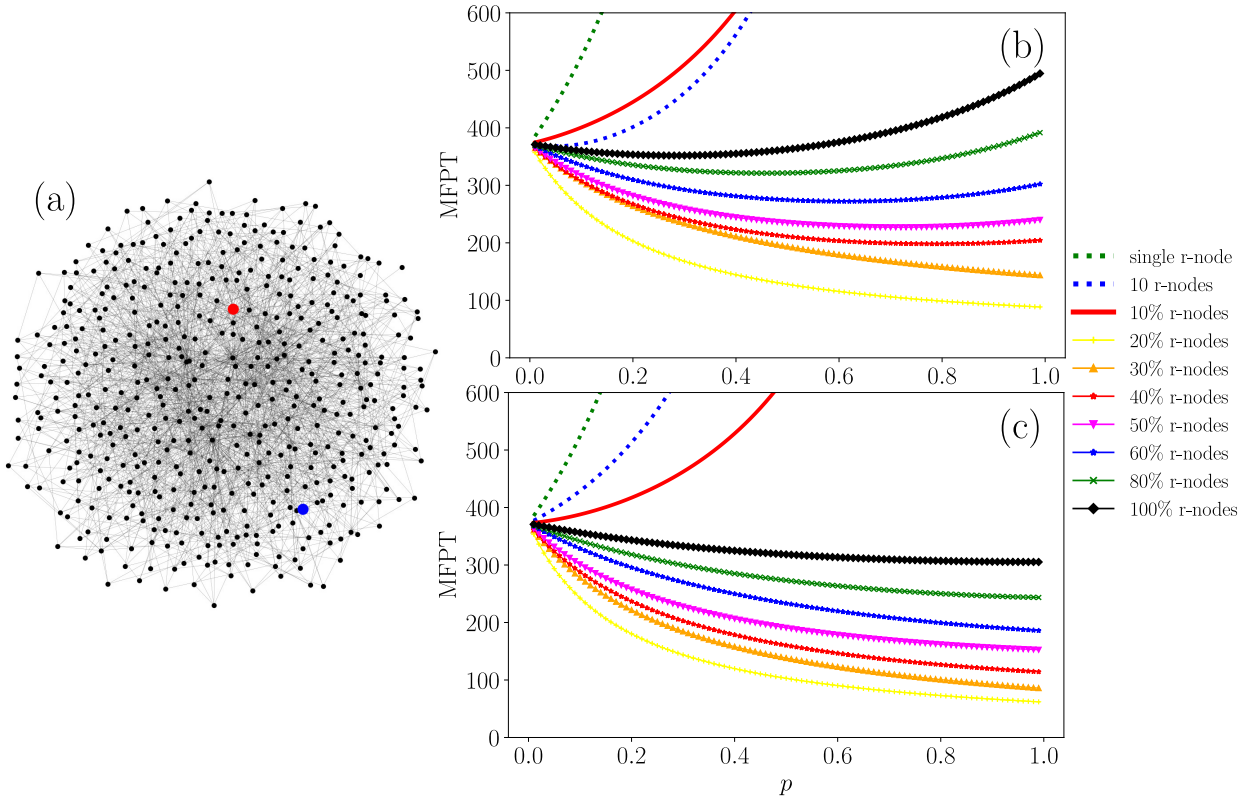 (a)
(b)
600
500
400
300
200
100
0
MFPT
0.0 0.2 0.4 0.6 0.8 1.0
(c)
600
500
400
300
200
100
0
MFPT
0.0 0.2 0.4 0.6 0.8 1.0
p
single r-node
10 r-nodes
10% r-nodes
20% r-nodes
30% r-nodes
40% r-nodes
50% r-nodes
60% r-nodes
80% r-nodes
100% r-nodes